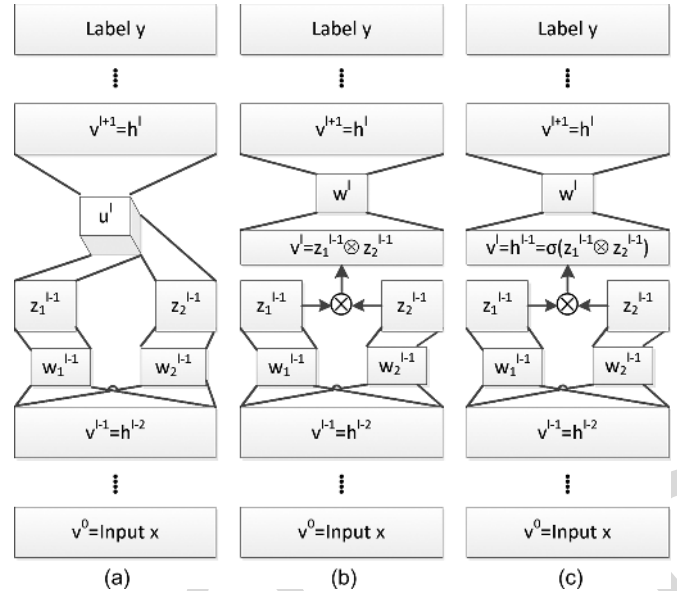 Label y
v^{l+1}=h^l
u^l
z_1^{l-1} z_2^{l-1}
w_1^{l-1} w_2^{l-1}
v^{l-1}=h^{l-2}
v^0=Input x
(a)
Label y
v^{l+1}=h^l
w^l
v^l=z_1^{l-1}⊗z_2^{l-1}
z_1^{l-1} ⊗ z_2^{l-1}
w_1^{l-1} w_2^{l-1}
v^{l-1}=h^{l-2}
v^0=Input x
(b)
Label y
v^{l+1}=h^l
w^l
v^l=h^{l-1}=σ(z_1^{l-1}⊗z_2^{l-1})
z_1^{l-1} ⊗ z_2^{l-1}
w_1^{l-1} w_2^{l-1}
v^{l-1}=h^{l-2}
v^0=Input x
(c)